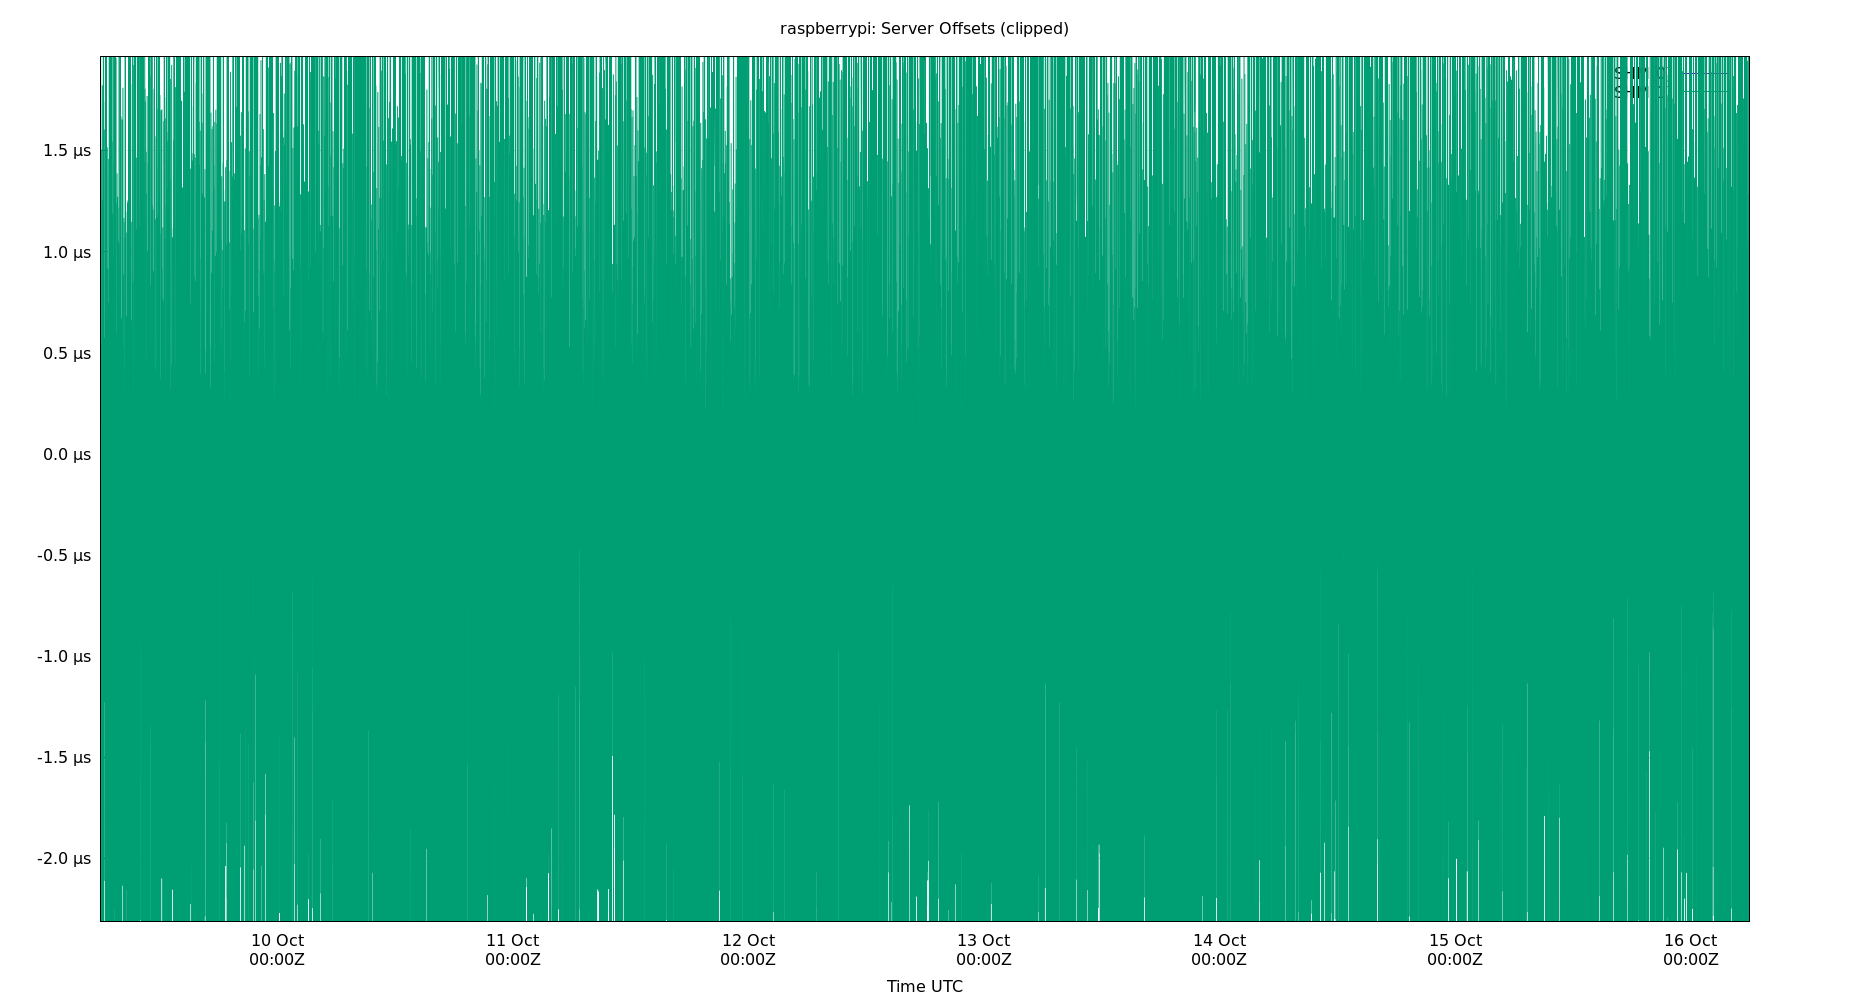 raspberrypi: Server Offsets (clipped)
1.5 µs
1.0 µs
0.5 µs
0.0 µs
-0.5 µs
-1.0 µs
-1.5 µs
-2.0 µs
10 Oct 11 Oct 12 Oct 13 Oct 14 Oct 15 Oct 16 Oct
00:00Z 00:00Z 00:00Z 00:00Z 00:00Z 00:00Z 00:00Z
Time UTC